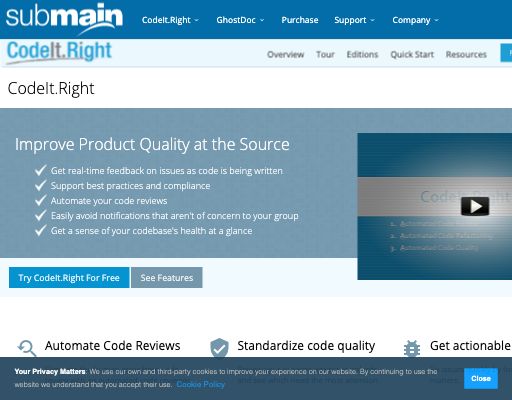 submain
CodeIt.Right GhostDoc Purchase Support Company
CodeIt.Right
Overview Tour Editions Quick Start Resources
CodeIt.Right
Improve Product Quality at the Source
Get real-time feedback on issues as code is being written
Support best practices and compliance
Automate your code reviews
Easily avoid notifications that aren't of concern to your group
Get a sense of your codebase's health at a glance
CodeIt.Right
1. Automated Code
3. Automated Code Quality
Try CodeIt.Right For Free See Features
Automate Code Reviews Standardize code quality Get actionable
Your Privacy Matters. We use our own and third-party cookies to improve your experience on our website. By continuing to use the
website we understand that you accept their use. Cookie Policy
Close